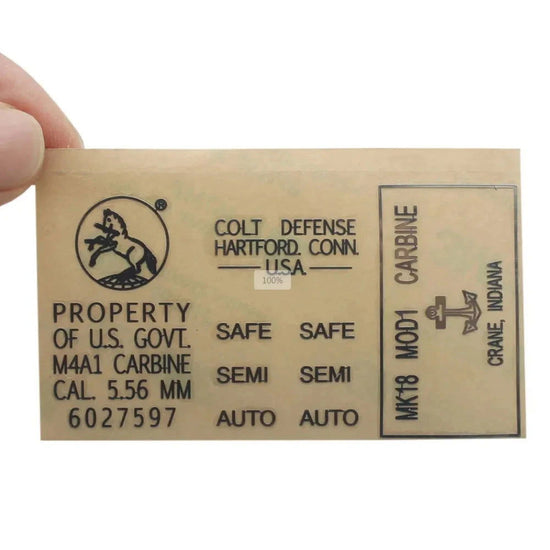 ®
COLT DEFENSE
HARTFORD. CONN.
U.S.A.
100%
PROPERTY
OF U.S. GOVT.
M4A1 CARBINE
CAL. 5.56 MM
6027597
SAFE SAFE
SEMI SEMI
AUTO AUTO
MK18 MOD1 CARBINE
CRANE, INDIANA